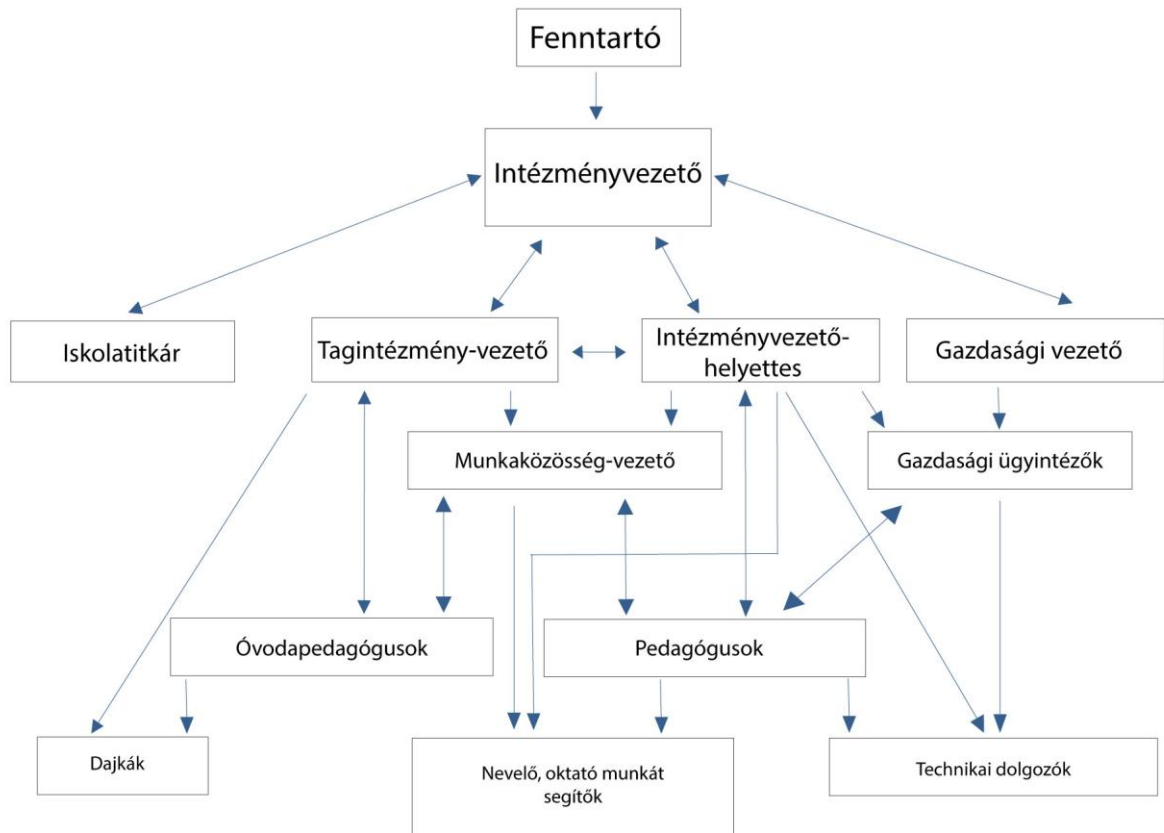 Fenntartó
Intézményvezető
Iskolatitkár
Tagintézmény-vezető
Intézményvezető-
helyettes
Gazdasági vezető
Munkaközösség-vezető
Gazdasági ügyintézők
Óvodapedagógusok
Pedagógusok
Dajkák
Nevelő, oktató munkát
segítők
Technikai dolgozók